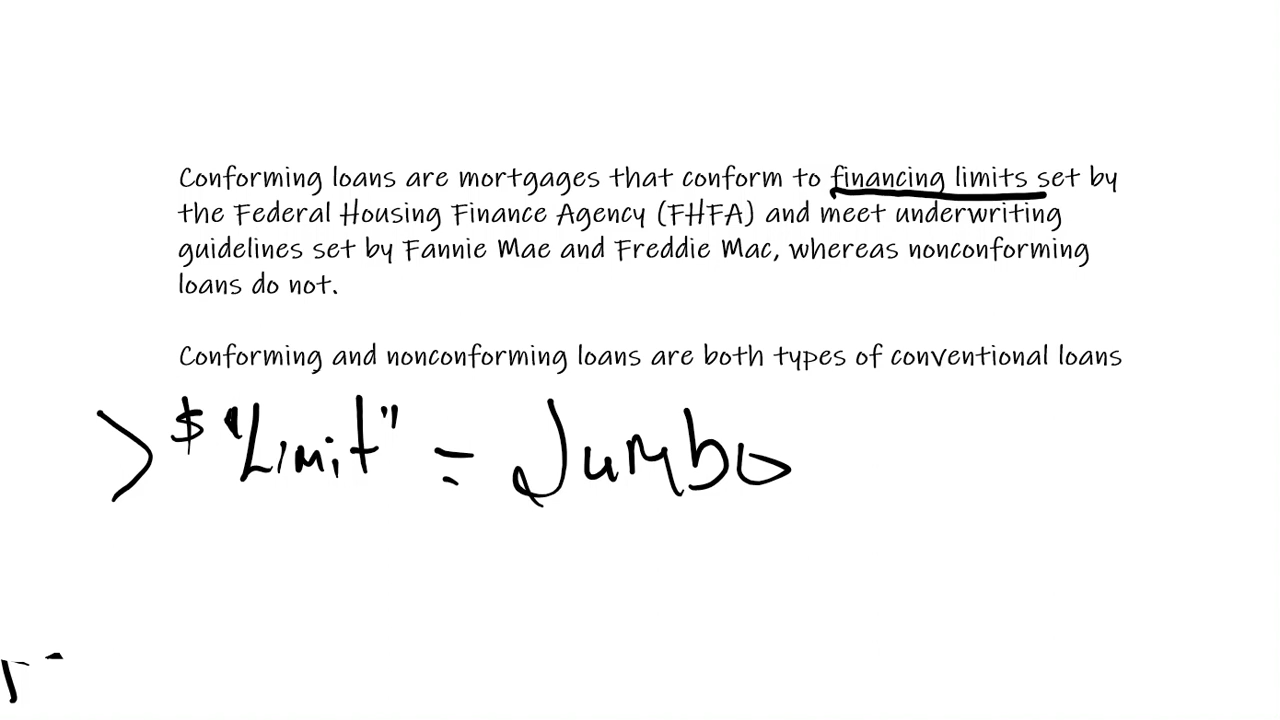 Conforming loans are mortgages that conform to financing limits set by
the Federal Housing Finance Agency (FHFA) and meet underwriting
guidelines set by Fannie Mae and Freddie Mac, whereas nonconforming
loans do not.
Conforming and nonconforming loans are both types of conventional loans
> $ "Limit" = Jumbo